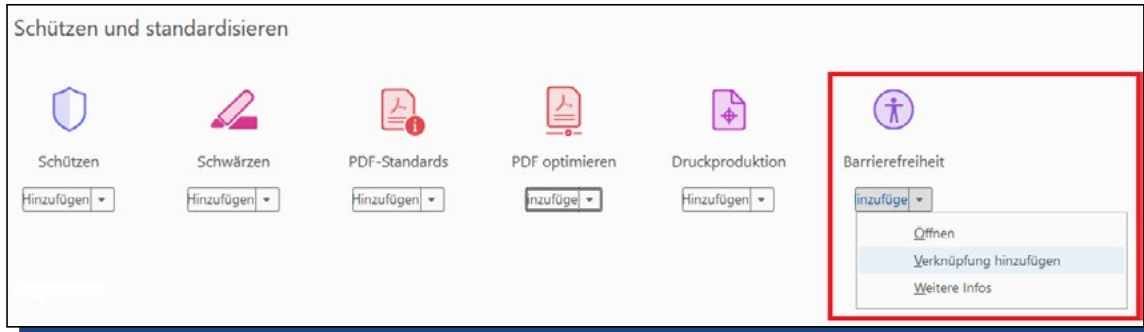 Schützen und standardisieren
Schützen
Schwärzen
PDF-Standards
PDF optimieren
Druckproduktion
Barrierefreiheit
Hinzufügen
Hinzufügen
Hinzufügen
inzufüge
Hinzufügen
inzufüge
Öffnen
Verknüpfung hinzufügen
Weitere Infos